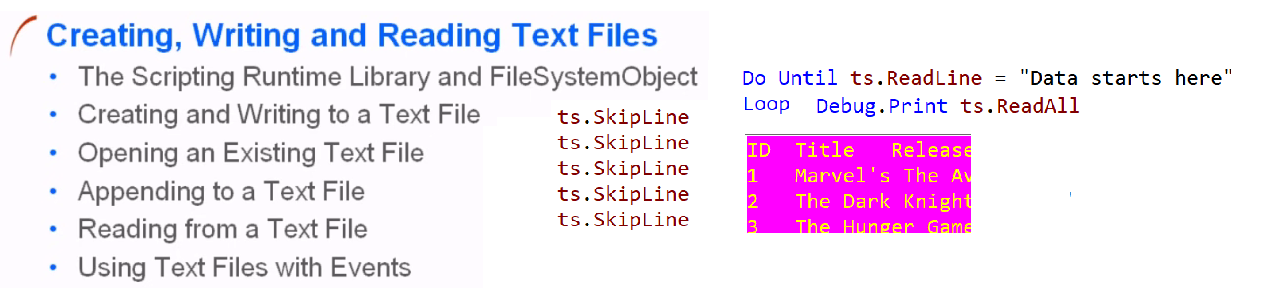 Creating, Writing and Reading Text Files
• The Scripting Runtime Library and FileSystemObject
• Creating and Writing to a Text File
• Opening an Existing Text File
• Appending to a Text File
• Reading from a Text File
• Using Text Files with Events
ts.SkipLine
ts.SkipLine
ts.SkipLine
ts.SkipLine
ts.SkipLine
Do Until ts.ReadLine = "Data starts here"
Loop Debug.Print ts.ReadAll
ID Title Release
1 Marvel's The Av
2 The Dark Knight
3 The Hunger Game